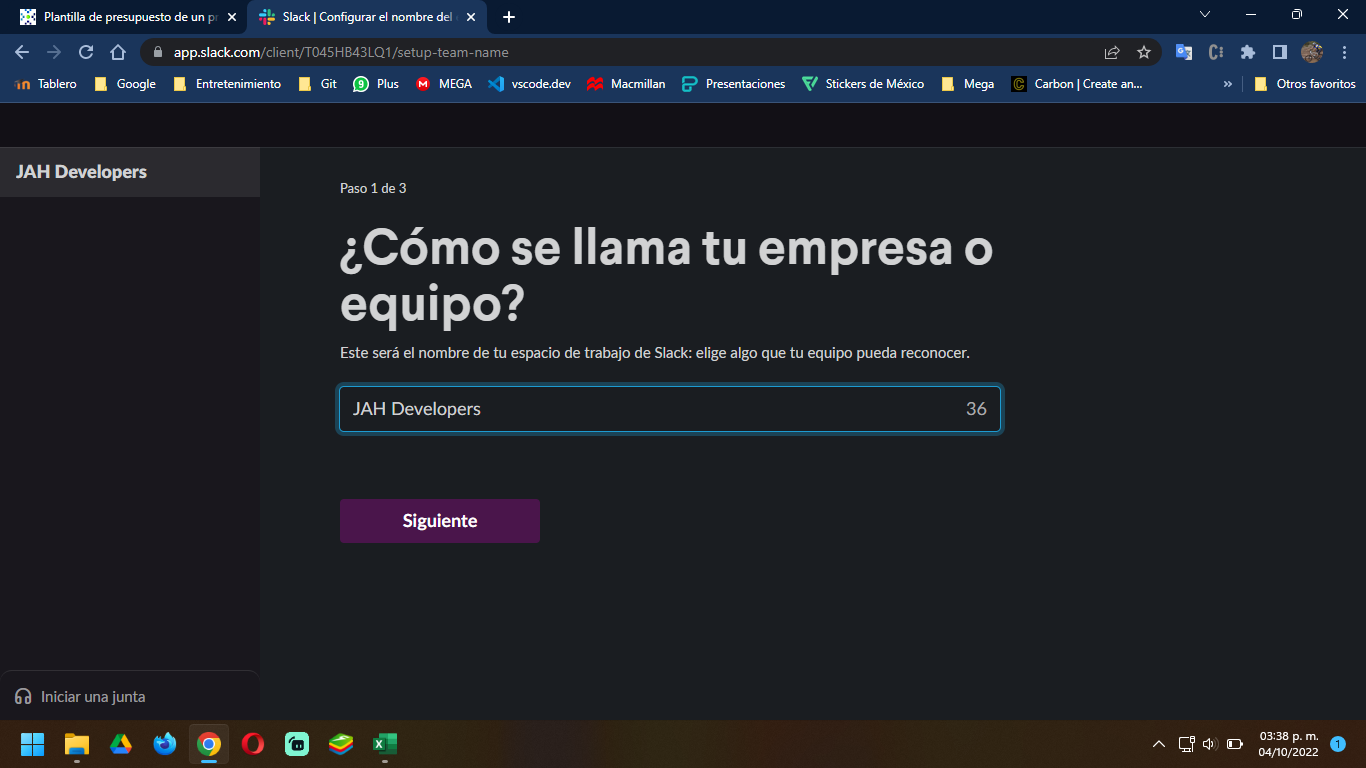 Plantilla de presupuesto de un pr
Slack | Configurar el nombre del
app.slack.com/client/T045HB43LQ1/setup-team-name
Tablero
Google
Entretenimiento
Git
Plus
MEGA
vscode.dev
Macmillan
Presentaciones
Stickers de México
Mega
Carbon | Create an...
»
Otros favoritos
JAH Developers
Paso 1 de 3
¿Cómo se llama tu empresa o
equipo?
Este será el nombre de tu espacio de trabajo de Slack: elige algo que tu equipo pueda reconocer.
JAH Developers 36
Siguiente
Iniciar una junta
03:38 p. m.
04/10/2022
1